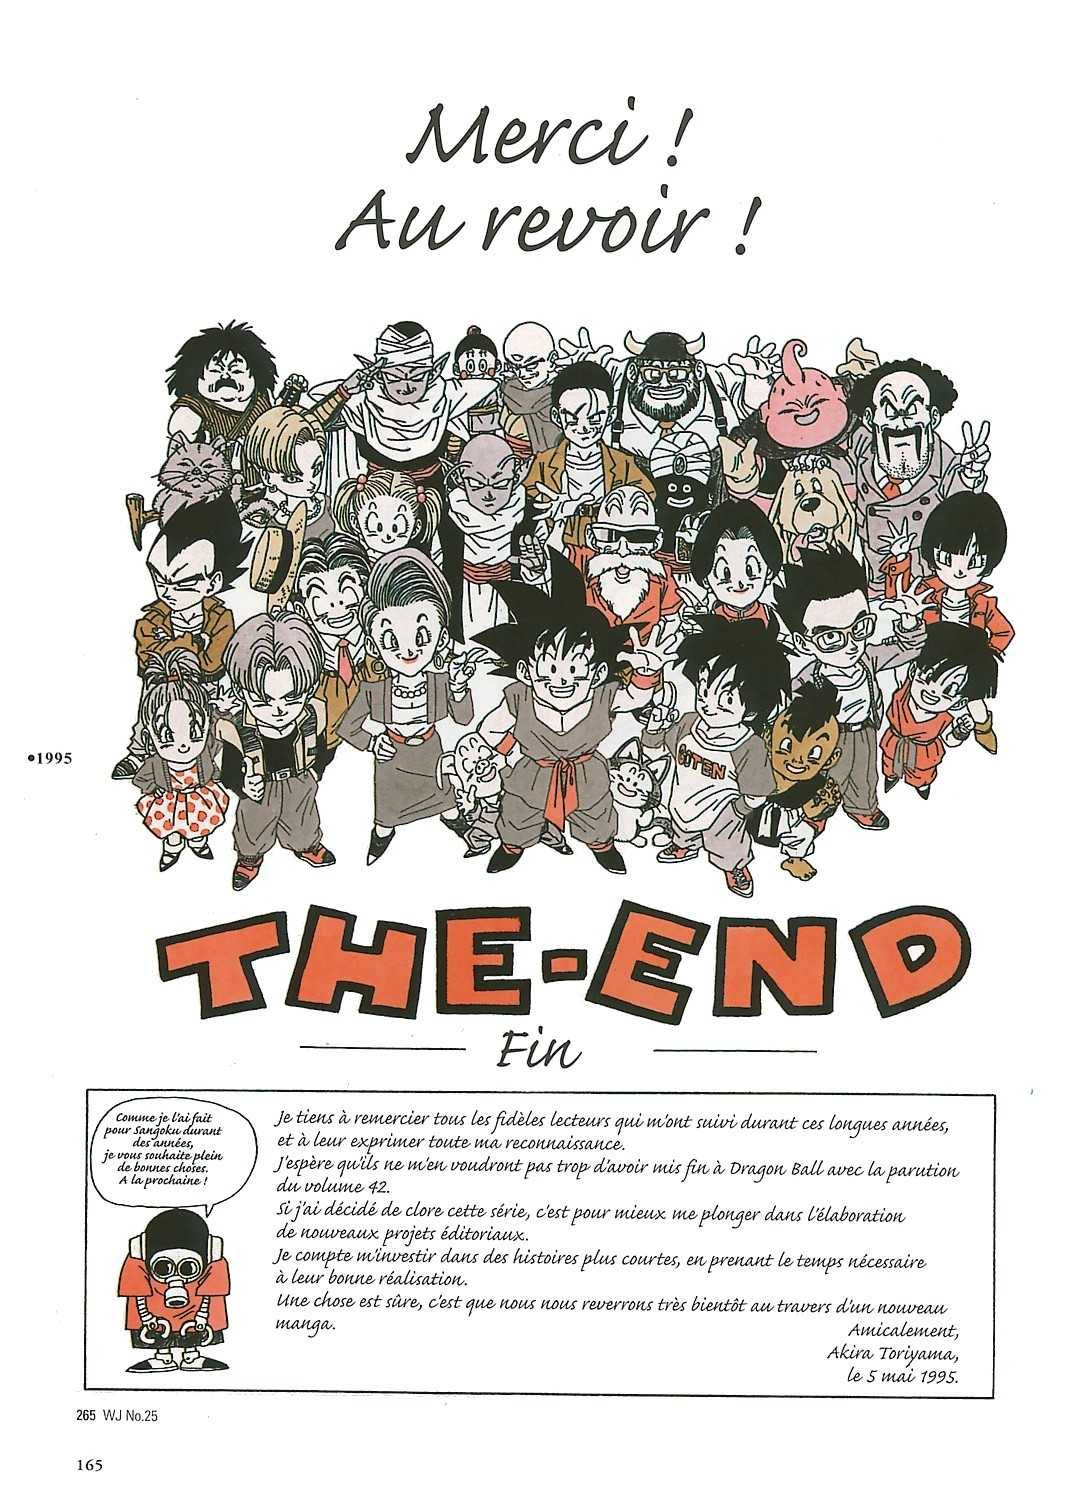 Merci !
Au revoir !
GOTEN
●1995
THE-END
Fin
Comme je l'ai fait
pour Sangoku durant
des années,
je vous souhaite plein
de bonnes choses.
A la prochaine !
Je tiens à remercier tous les fidèles lecteurs qui m'ont suivi durant ces longues années,
et à leur exprimer toute ma reconnaissance.
J'espère qu'ils ne m'en voudront pas trop d'avoir mis fin à Dragon Ball avec la parution
du volume 42.
Si j'ai décidé de clore cette série, c'est pour mieux me plonger dans l'élaboration
de nouveaux projets éditoriaux.
Je compte m'investir dans des histoires plus courtes, en prenant le temps nécessaire
à leur bonne réalisation.
Une chose est sûre, c'est que nous nous reverrons très bientôt au travers d'un nouveau
manga.
Amicalement,
Akira Toriyama,
le 5 mai 1995.
265 WJ No.25
165